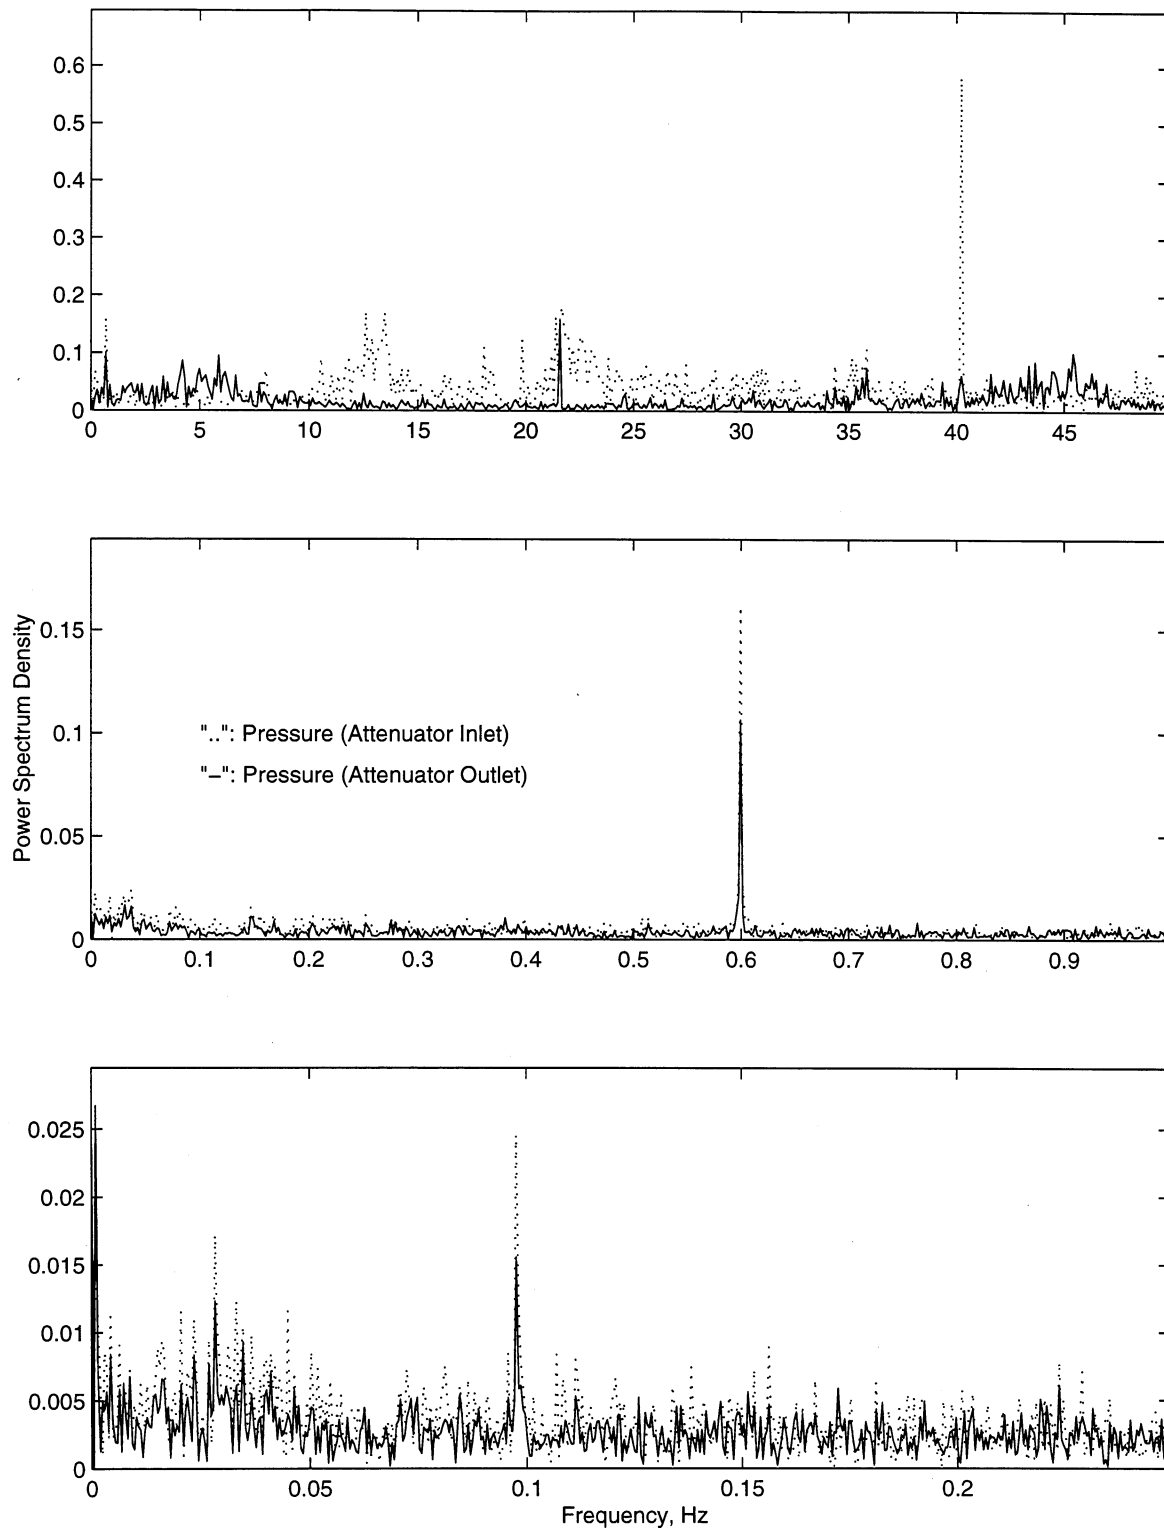 0.6
0.5
0.4
0.3
0.2
0.1
0
0 5 10 15 20 25 30 35 40 45
Power Spectrum Density
0.15
0.1
0.05
0
"..": Pressure (Attenuator Inlet)
"–": Pressure (Attenuator Outlet)
0 0.1 0.2 0.3 0.4 0.5 0.6 0.7 0.8 0.9
0.025
0.02
0.015
0.01
0.005
0
0 0.05 0.1 0.15 0.2
Frequency, Hz